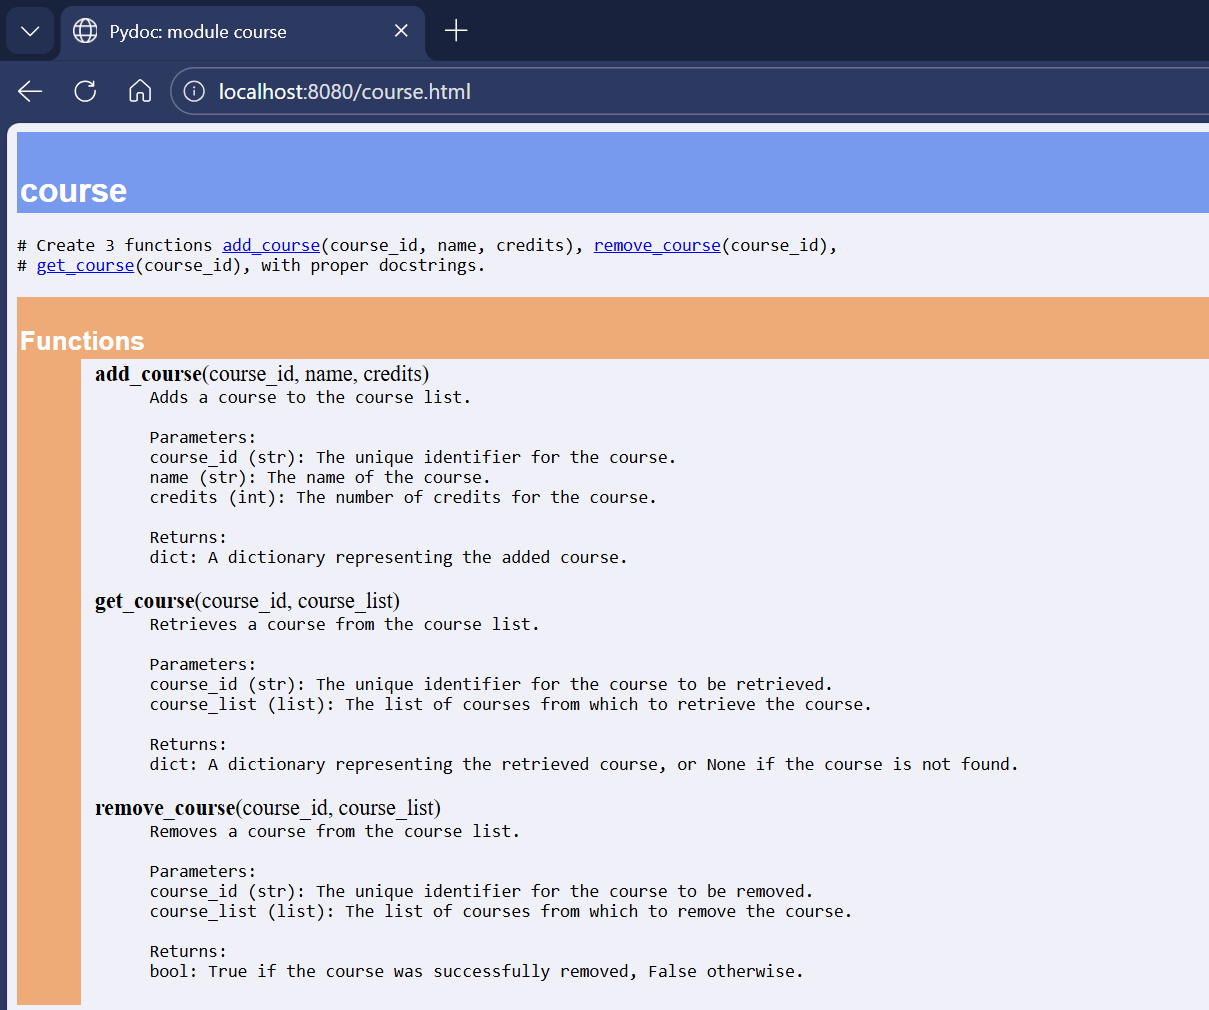 Pydoc: module course
localhost:8080/course.html
course
# Create 3 functions add_course(course_id, name, credits), remove_course(course_id),
# get_course(course_id), with proper docstrings.
Functions
add_course(course_id, name, credits)
Adds a course to the course list.
Parameters:
course_id (str): The unique identifier for the course.
name (str): The name of the course.
credits (int): The number of credits for the course.
Returns:
dict: A dictionary representing the added course.
get_course(course_id, course_list)
Retrieves a course from the course list.
Parameters:
course_id (str): The unique identifier for the course to be retrieved.
course_list (list): The list of courses from which to retrieve the course.
Returns:
dict: A dictionary representing the retrieved course, or None if the course is not found.
remove_course(course_id, course_list)
Removes a course from the course list.
Parameters:
course_id (str): The unique identifier for the course to be removed.
course_list (list): The list of courses from which to remove the course.
Returns:
bool: True if the course was successfully removed, False otherwise.